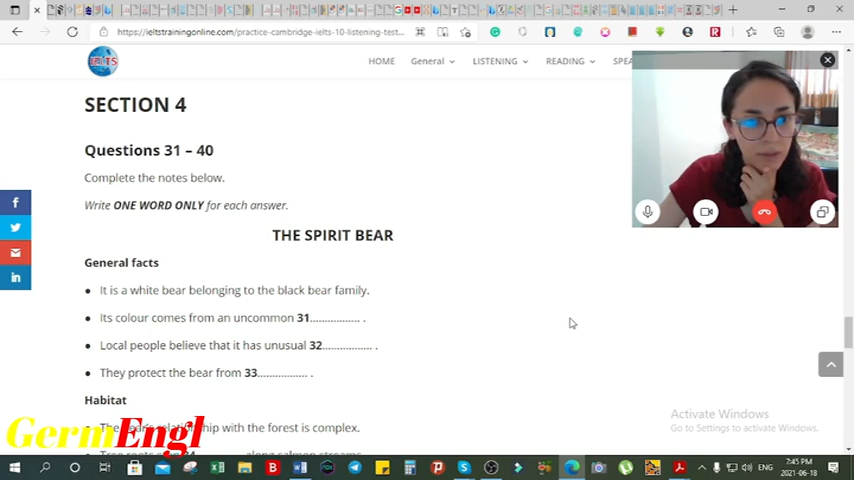 https://ieltstrainingonline.com/practice-cambridge-ielts-10-listening-test...
IELTS
HOME General LISTENING READING
SECTION 4
Questions 31 – 40
Complete the notes below.
Write ONE WORD ONLY for each answer.
THE SPIRIT BEAR
General facts
It is a white bear belonging to the black bear family.
Its colour comes from an uncommon 31................. .
Local people believe that it has unusual 32................. .
They protect the bear from 33................. .
Habitat
The bear's relationship with the forest is complex.
GermEngl
Activate Windows
Go to Settings to activate Windows.
ENG
7:45 PM
2021-06-18